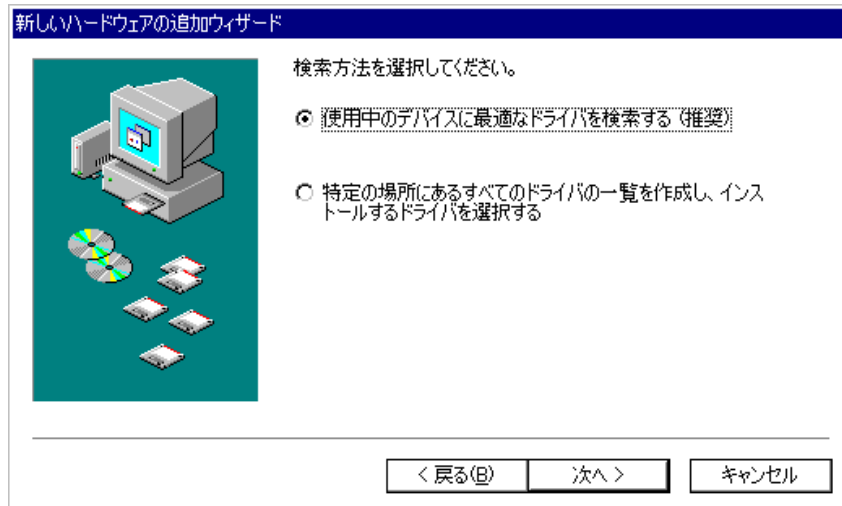 新しいハードウェアの追加ウィザード
検索方法を選択してください。
使用中のデバイスに最適なドライバを検索する (推奨)
特定の場所にあるすべてのドライバの一覧を作成し、インス
トールするドライバを選択する
< 戻る(B)
次へ >
キャンセル